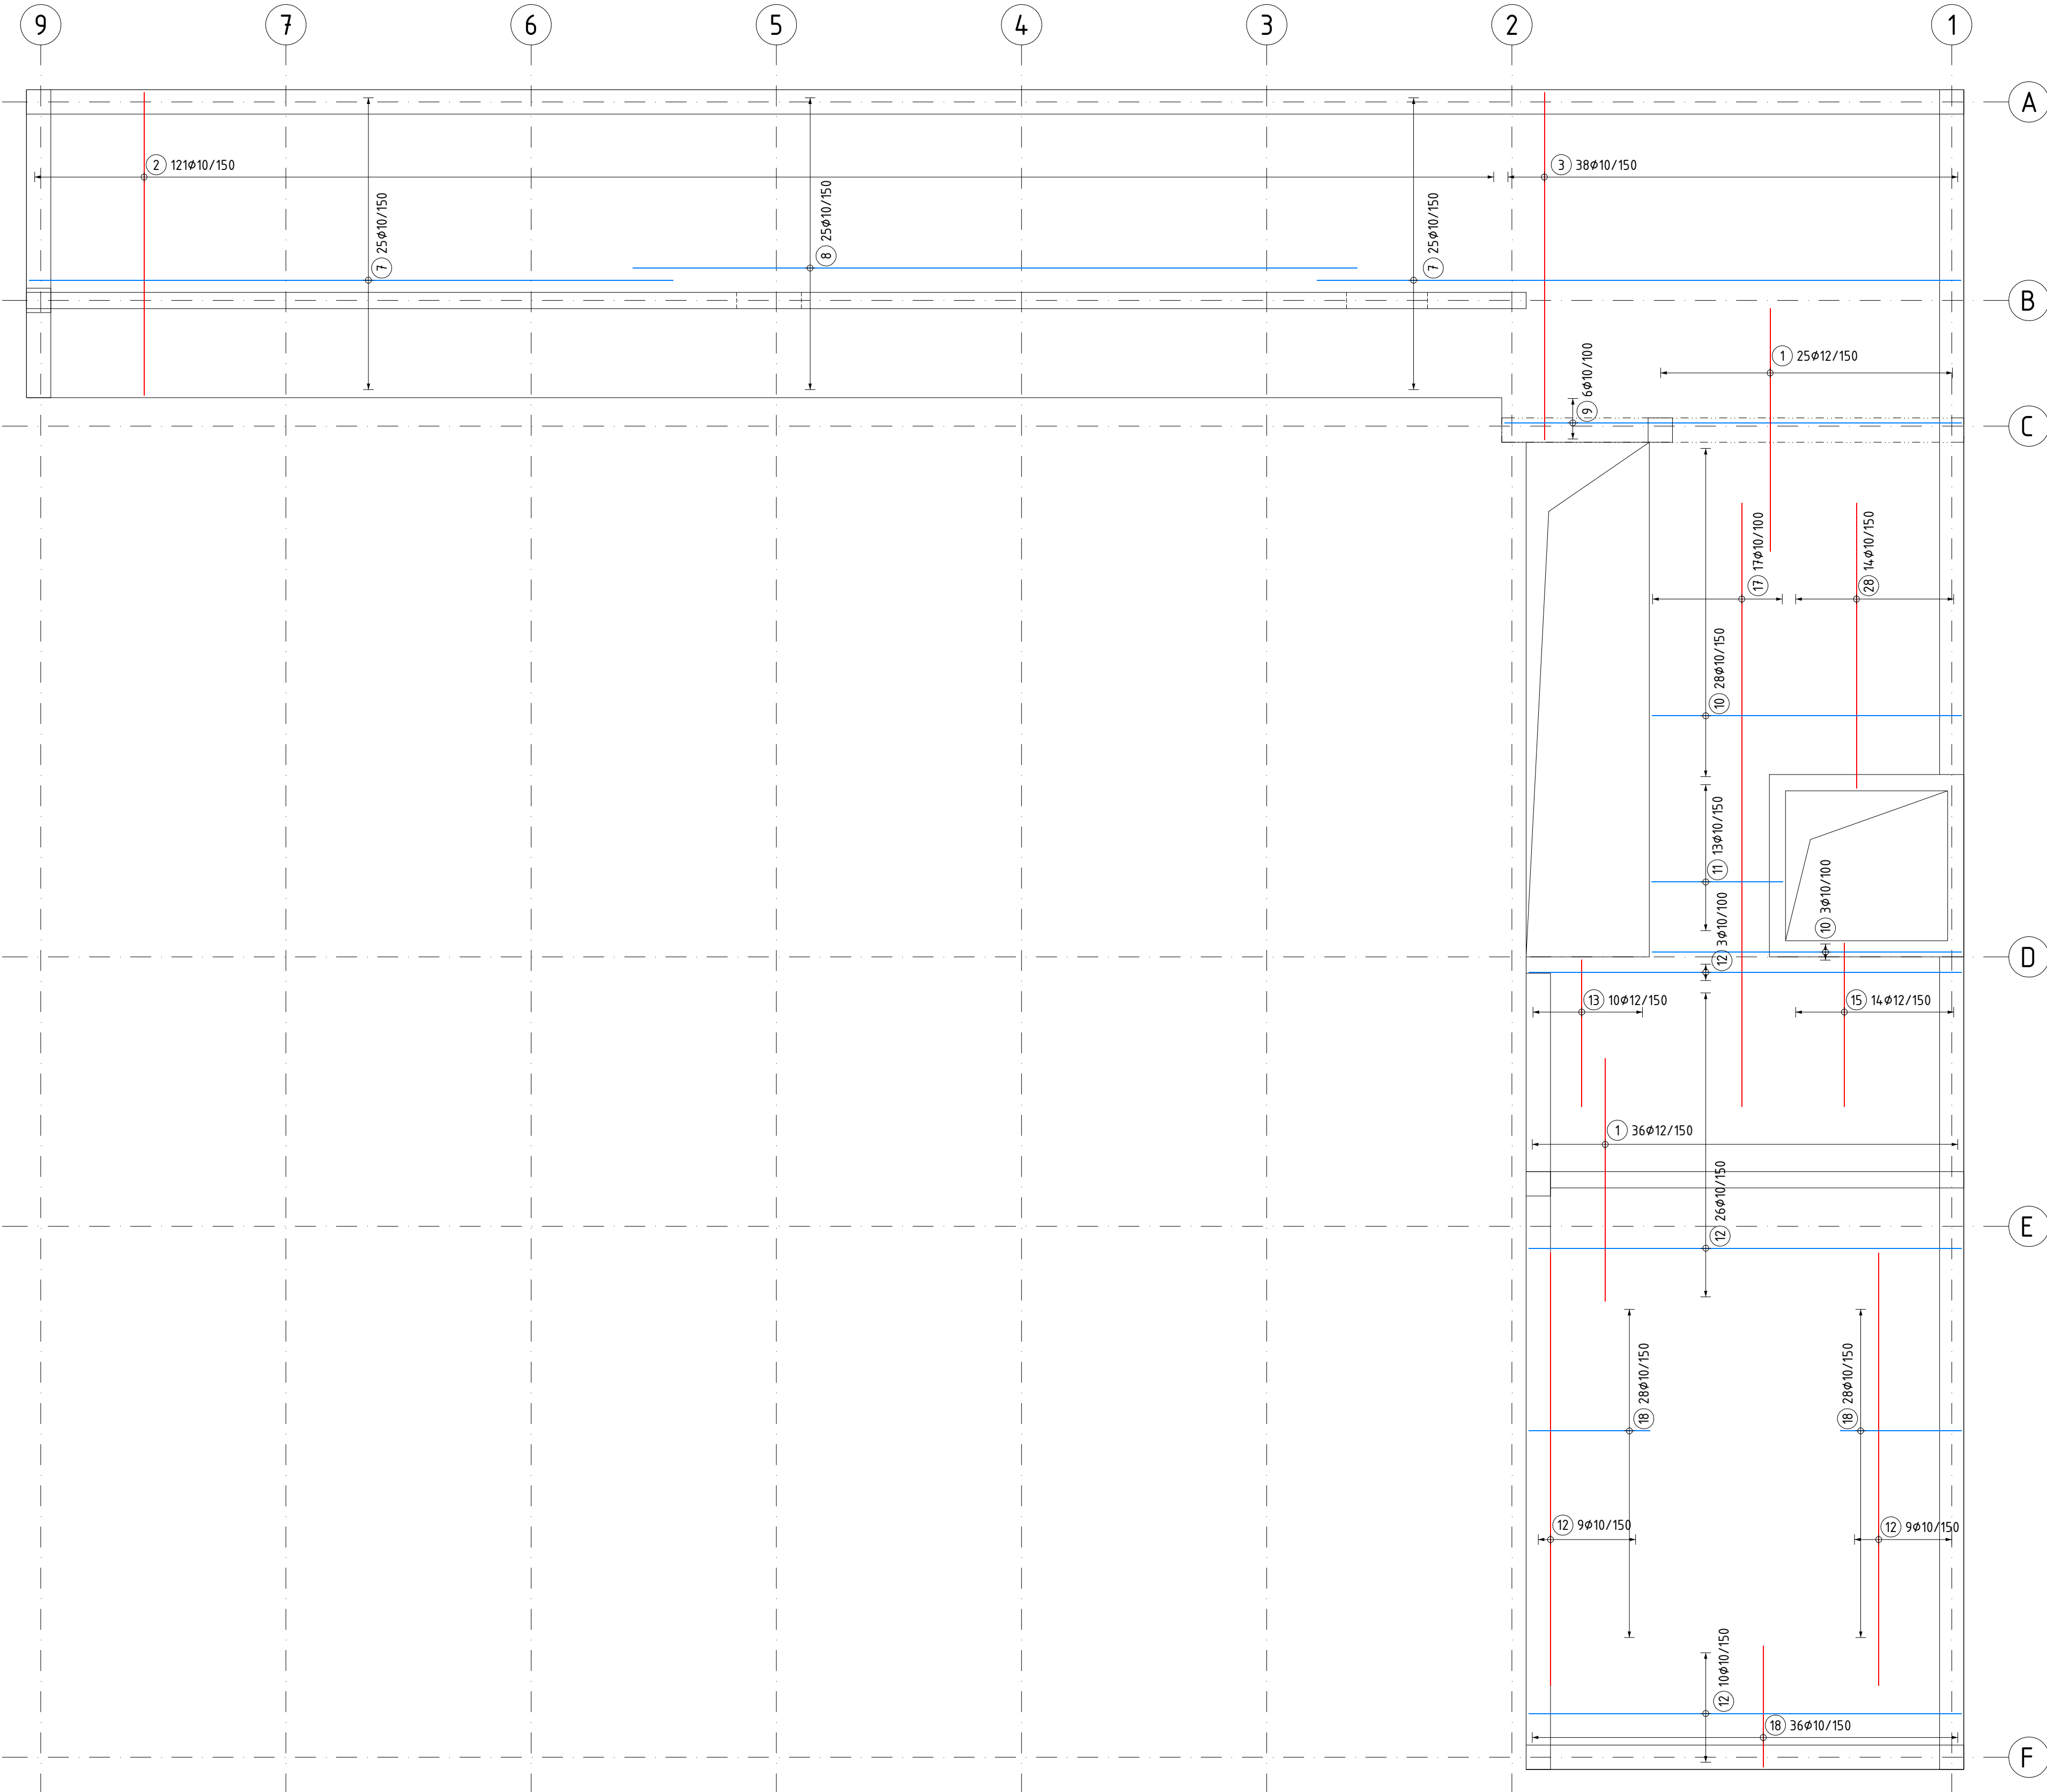 9 7 6 5 4 3 2 1
A
2 121ø10/150
3 38ø10/150
7 25ø10/150
8 25ø10/150
7 25ø10/150
B
1 25ø12/150
9 6ø10/100
C
17 17ø10/100
28 14ø10/150
10 28ø10/150
11 13ø10/150
10 3ø10/100
12 3ø10/100
D
13 10ø12/150
15 14ø12/150
1 36ø12/150
12 26ø10/150
E
18 28ø10/150
18 28ø10/150
12 9ø10/150
12 9ø10/150
12 10ø10/150
18 36ø10/150
F